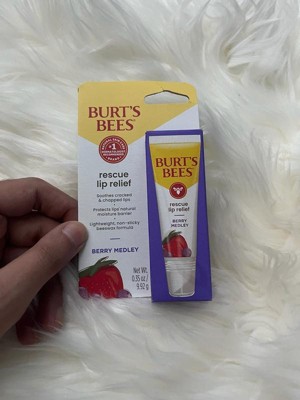 BURT'S
BEES
#1
rescue
lip relief
soothes cracked
& chapped lips
Protects lips' natural
moisture barrier
Lightweight, non-sticky
beeswax formula
BERRY MEDLEY
Net Wt.
0.35 oz /
9.92 g
BURT'S
BEES
rescue
lip relief
BERRY
MEDLEY